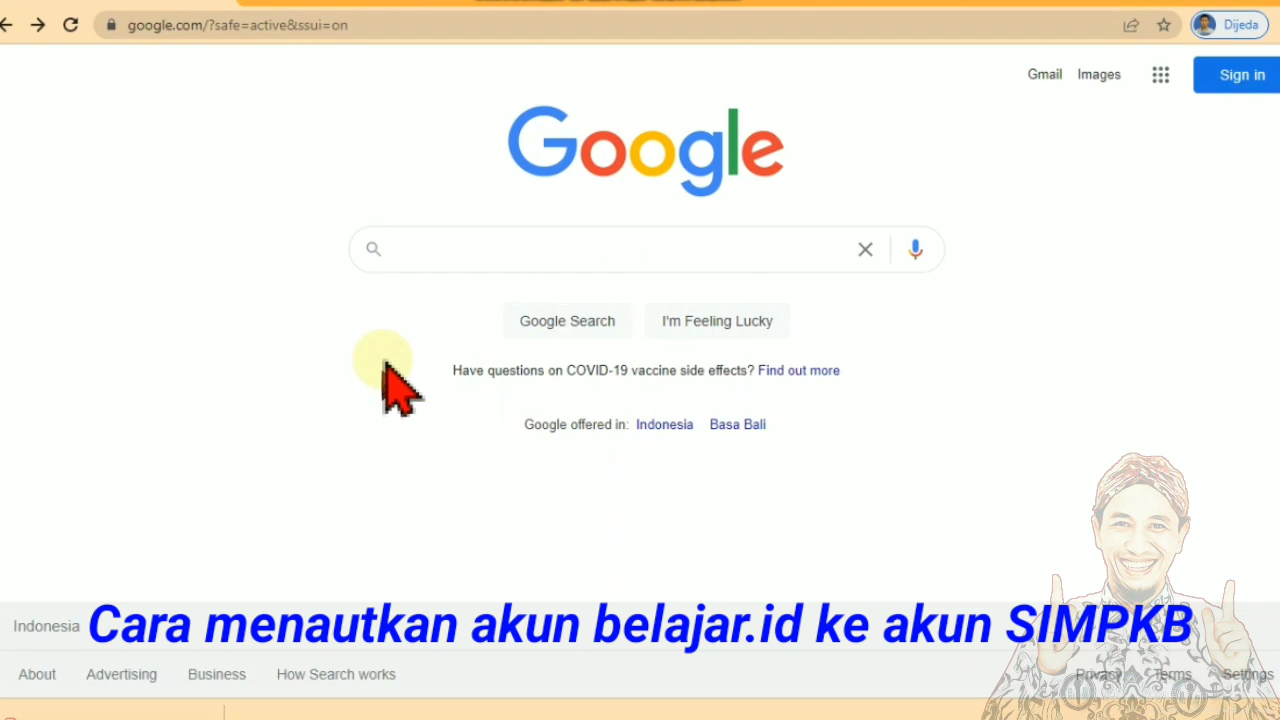 google.com/?safe=active&ssui=on
Dijeda
Gmail Images
Sign in
Google
Google Search I'm Feeling Lucky
Have questions on COVID-19 vaccine side effects? Find out more
Google offered in: Indonesia Basa Bali
Indonesia
Cara menautkan akun belajar.id ke akun SIMPKB
About Advertising Business How Search works
Privacy Terms Settings